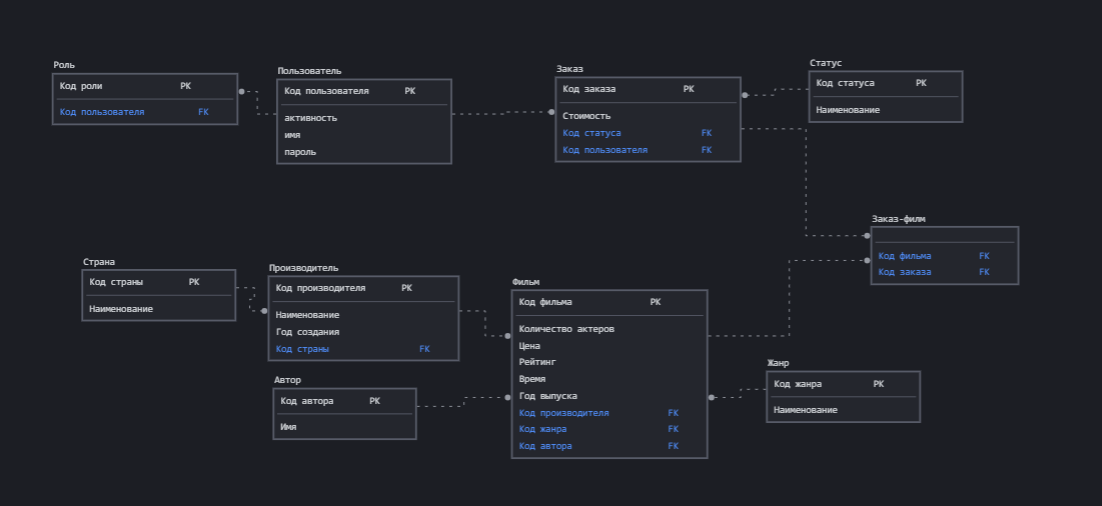 Роль
Код роли PK
Код пользователя FK
Пользователь
Код пользователя PK
активность
имя
пароль
Заказ
Код заказа PK
Стоимость
Код статуса FK
Код пользователя FK
Статус
Код статуса PK
Наименование
Заказ-филм
Код фильма FK
Код заказа FK
Страна
Код страны PK
Наименование
Производитель
Код производителя PK
Наименование
Год создания
Код страны FK
Автор
Код автора PK
Имя
Фильм
Код фильма PK
Количество актеров
Цена
Рейтинг
Время
Год выпуска
Код производителя FK
Код жанра FK
Код автора FK
Жанр
Код жанра PK
Наименование